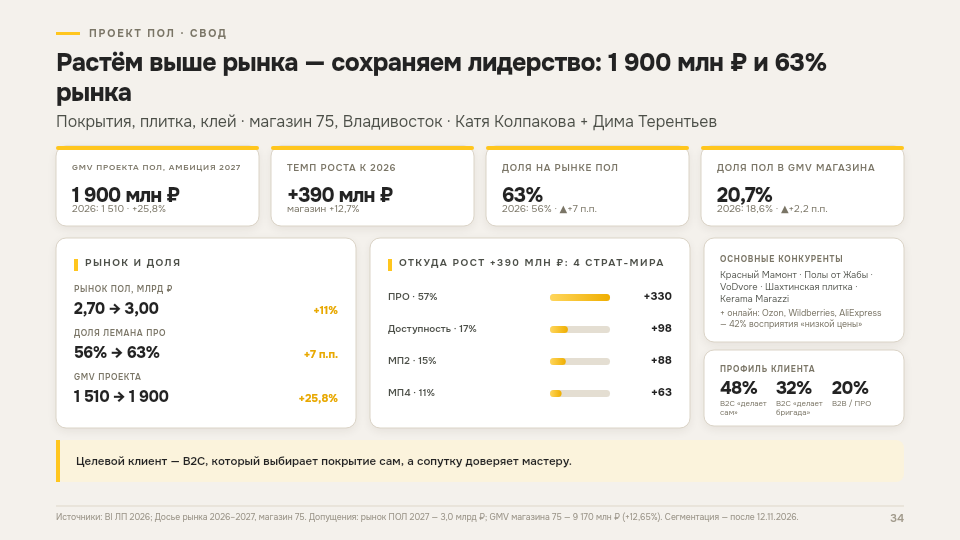 ПРОЕКТ ПОЛ · СВОД
Растём выше рынка — сохраняем лидерство: 1 900 млн ₽ и 63%
рынка
Покрытия, плитка, клей · магазин 75, Владивосток · Катя Колпакова + Дима Терентьев
GMV ПРОЕКТА ПОЛ, АМБИЦИЯ 2027
1 900 млн ₽
2026: 1 510 · +25,8%
ТЕМП РОСТА К 2026
+390 млн ₽
магазин +12,7%
ДОЛЯ НА РЫНКЕ ПОЛ
63%
2026: 56% · ▲+7 п.п.
ДОЛЯ ПОЛ В GMV МАГАЗИНА
20,7%
2026: 18,6% · ▲+2,2 п.п.
РЫНОК И ДОЛЯ
РЫНОК ПОЛ, МЛРД ₽
2,70 → 3,00 +11%
ДОЛЯ ЛЕМАНА ПРО
56% → 63% +7 п.п.
GMV ПРОЕКТА
1 510 → 1 900 +25,8%
ОТКУДА РОСТ +390 МЛН ₽: 4 СТРАТ-МИРА
ПРО · 57% +330
Доступность · 17% +98
МП2 · 15% +88
МП4 · 11% +63
ОСНОВНЫЕ КОНКУРЕНТЫ
Красный Мамонт · Полы от Жабы ·
VoDvore · Шахтинская плитка ·
Kerama Marazzi
+ онлайн: Ozon, Wildberries, AliExpress
— 42% восприятия «низкой цены»
ПРОФИЛЬ КЛИЕНТА
48% 32% 20%
B2C «делает B2C «делает B2B / ПРО
сам» бригада»
Целевой клиент — B2C, который выбирает покрытие сам, а сопутку доверяет мастеру.
Источники: BI ЛП 2026; Досье рынка 2026–2027, магазин 75. Допущения: рынок ПОЛ 2027 — 3,0 млрд ₽; GMV магазина 75 — 9 170 млн ₽ (+12,65%). Сегментация — после 12.11.2026.
34